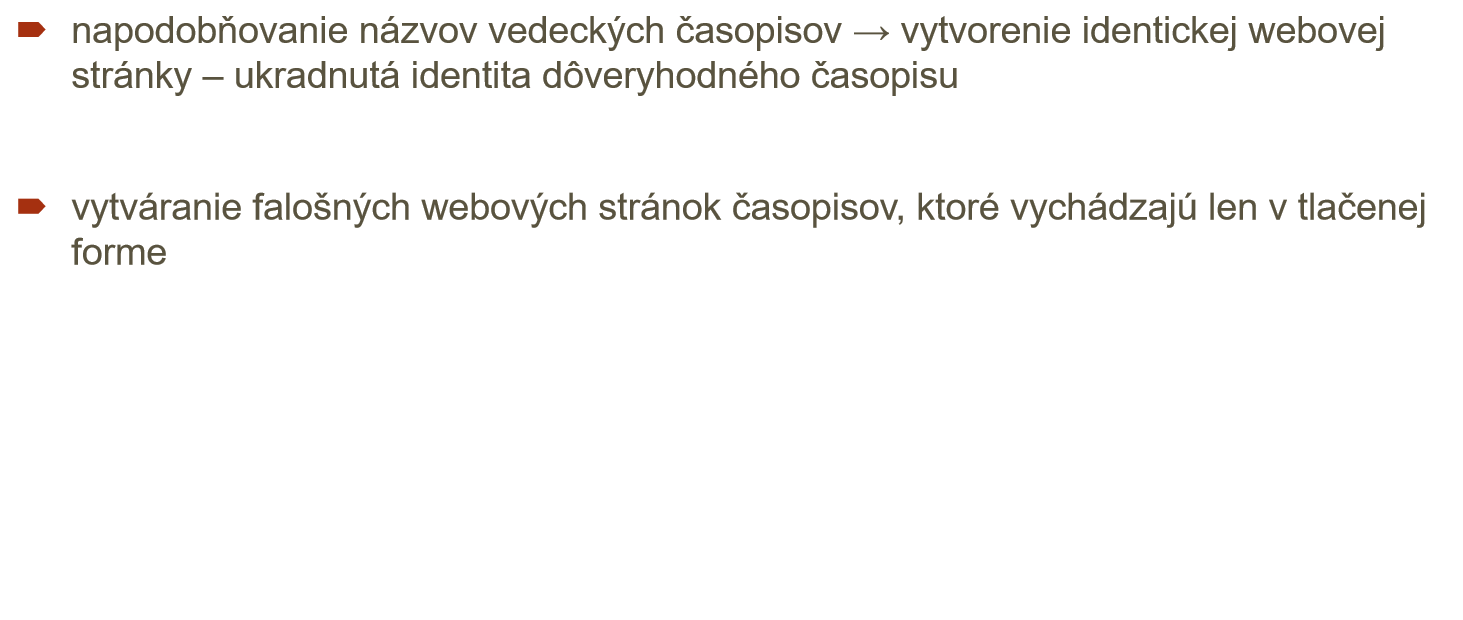 napodobňovanie názvov vedeckých časopisov → vytvorenie identickej webovej
stránky – ukradnutá identita dôveryhodného časopisu
vytváranie falošných webových stránok časopisov, ktoré vychádzajú len v tlačenej
forme